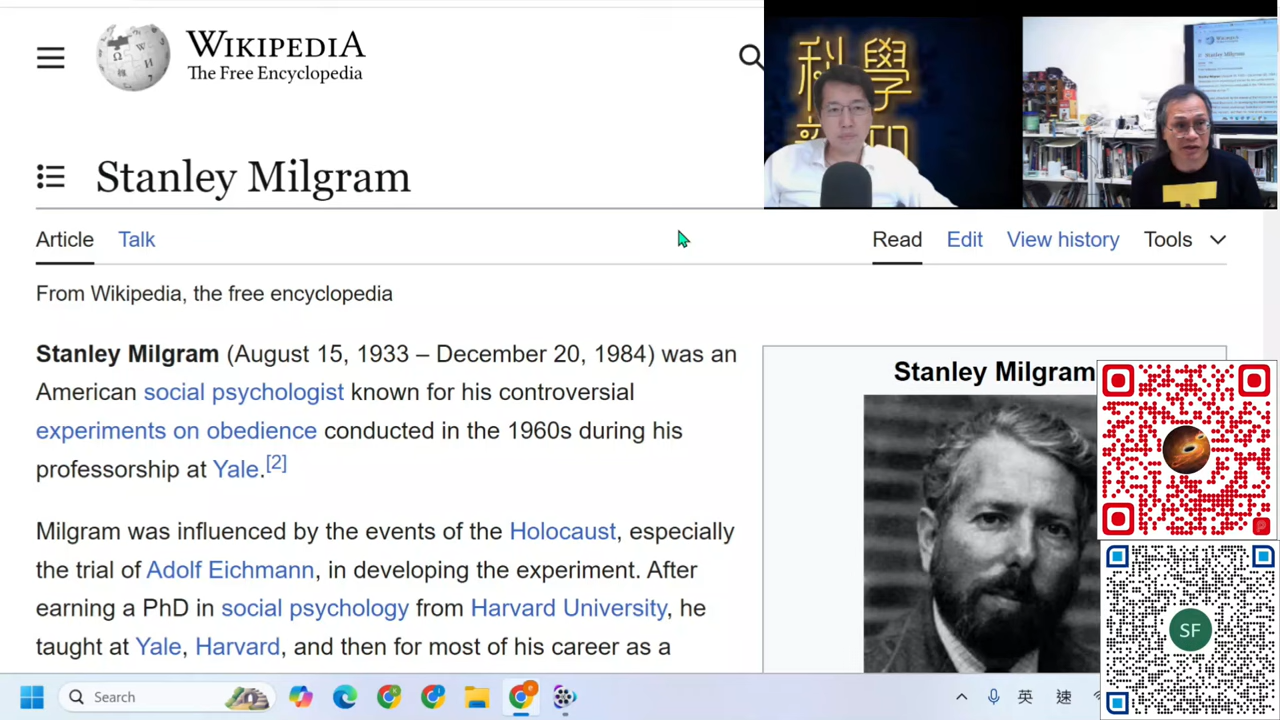 WIKIPEDIA
The Free Encyclopedia
科學
Stanley Milgram
Article Talk
Read Edit View history Tools
From Wikipedia, the free encyclopedia
Stanley Milgram (August 15, 1933 – December 20, 1984) was an
American social psychologist known for his controversial
experiments on obedience conducted in the 1960s during his
professorship at Yale.[2]
Milgram was influenced by the events of the Holocaust, especially
the trial of Adolf Eichmann, in developing the experiment. After
earning a PhD in social psychology from Harvard University, he
taught at Yale, Harvard, and then for most of his career as a
Stanley Milgram
SF
Search
英 速